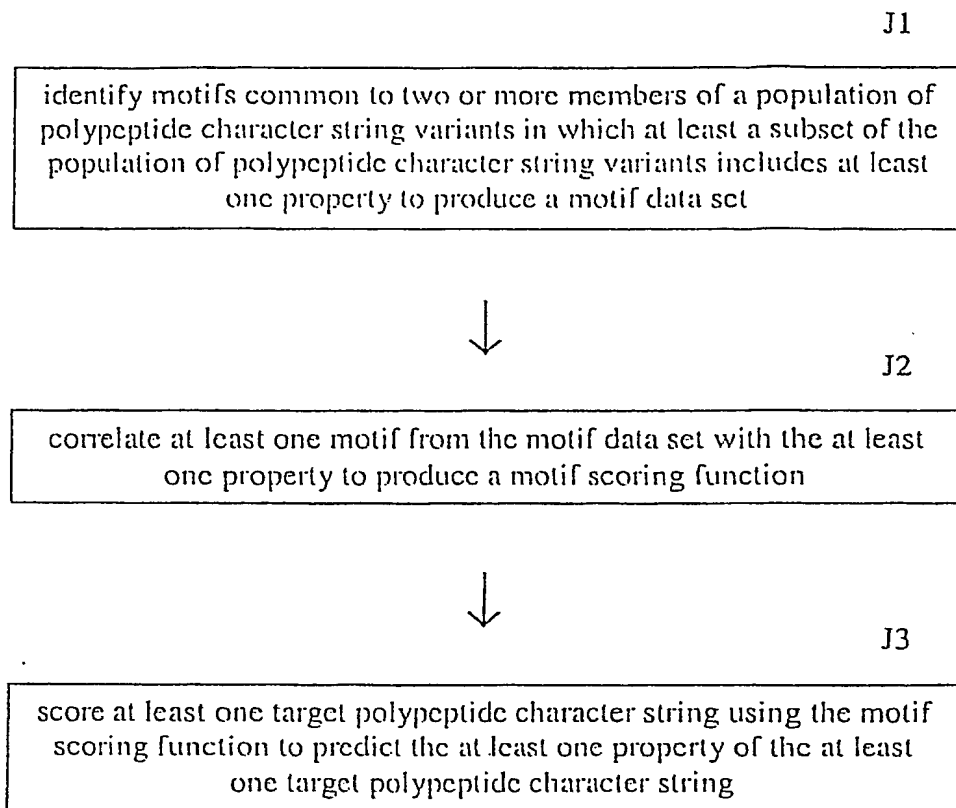 J1
identify motifs common to two or more members of a population of
polypeptide character string variants in which at least a subset of the
population of polypeptide character string variants includes at least
one property to produce a motif data set
J2
correlate at least one motif from the motif data set with the at least
one property to produce a motif scoring function
J3
score at least one target polypeptide character string using the motif
scoring function to predict the at least one property of the at least
one target polypeptide character string